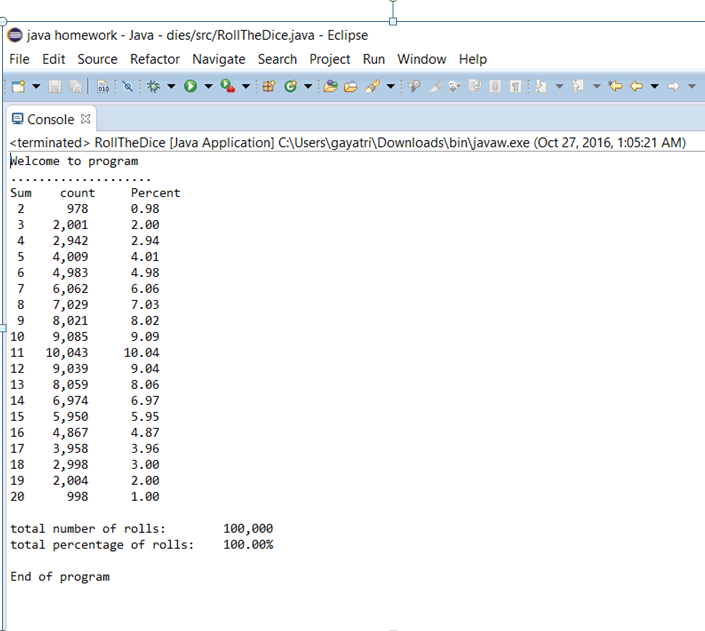 java homework - Java - dies/src/RollTheDice.java - Eclipse
File Edit Source Refactor Navigate Search Project Run Window Help
010
Console
<terminated> RollTheDice [Java Application] C:\Users\gayatri\Downloads\bin\javaw.exe (Oct 27, 2016, 1:05:21 AM)
Welcome to program
....................
Sum count Percent
2 978 0.98
3 2,001 2.00
4 2,942 2.94
5 4,009 4.01
6 4,983 4.98
7 6,062 6.06
8 7,029 7.03
9 8,021 8.02
10 9,085 9.09
11 10,043 10.04
12 9,039 9.04
13 8,059 8.06
14 6,974 6.97
15 5,950 5.95
16 4,867 4.87
17 3,958 3.96
18 2,998 3.00
19 2,004 2.00
20 998 1.00
total number of rolls: 100,000
total percentage of rolls: 100.00%
End of program